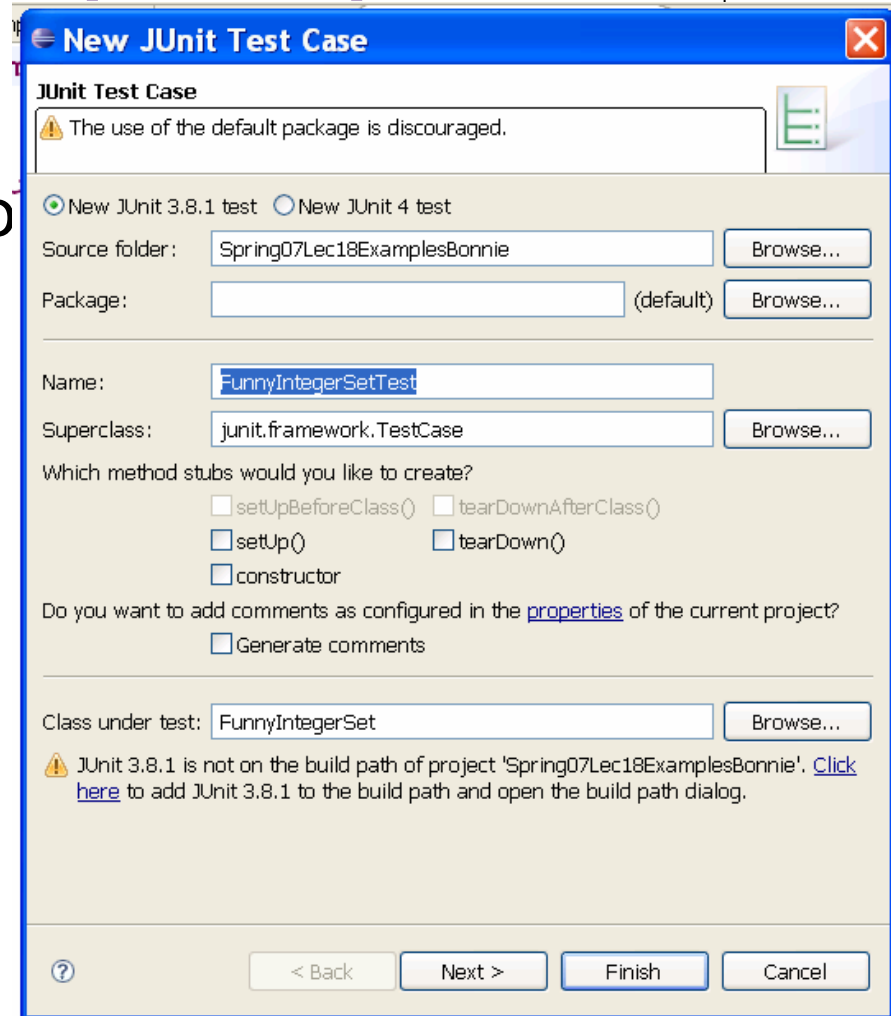 New JUnit Test Case
JUnit Test Case
The use of the default package is discouraged.
New JUnit 3.8.1 test New JUnit 4 test
Source folder: Spring07Lec18ExamplesBonnie Browse...
Package: (default) Browse...
Name: FunnyIntegerSetTest
Superclass: junit.framework.TestCase Browse...
Which method stubs would you like to create?
setUpBeforeClass() tearDownAfterClass()
setUp() tearDown()
constructor
Do you want to add comments as configured in the properties of the current project?
Generate comments
Class under test: FunnyIntegerSet Browse...
JUnit 3.8.1 is not on the build path of project 'Spring07Lec18ExamplesBonnie'. Click
here to add JUnit 3.8.1 to the build path and open the build path dialog.
? < Back Next > Finish Cancel